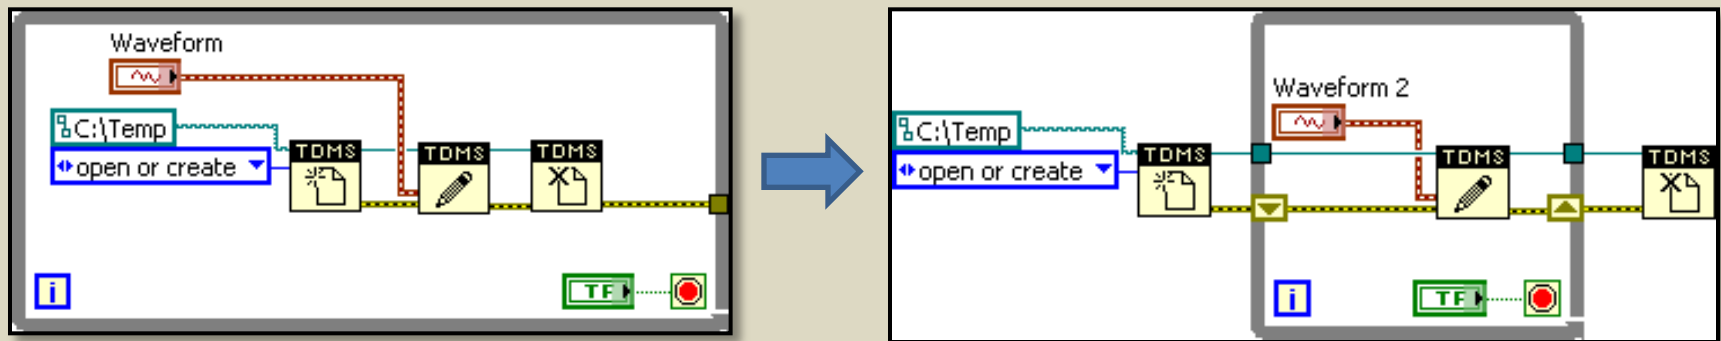 Waveform
C:\Temp
open or create
TDMS
TDMS
TDMS
i
TF
Waveform 2
C:\Temp
open or create
TDMS
TDMS
TDMS
i
TF